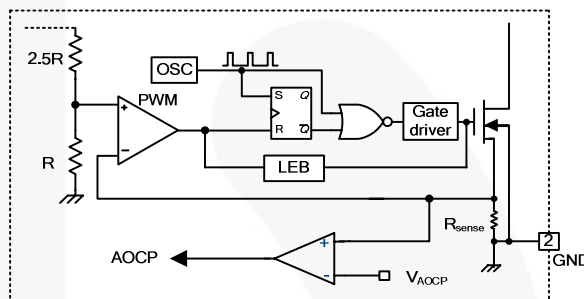 2.5R
OSC
PWM
+
−
S Q
R Q̅
Gate
driver
R
LEB
Rsense
2
GND
AOCP
+
-
VAOCP